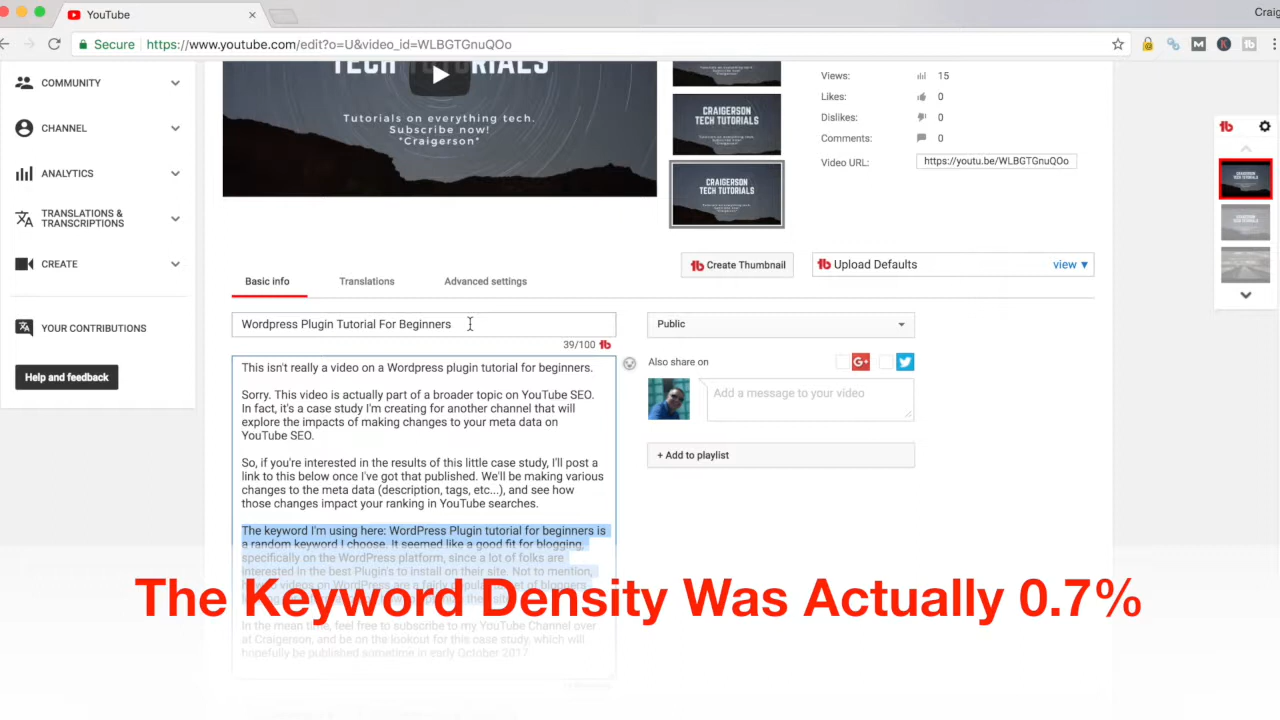 YouTube
Craig
Secure https://www.youtube.com/edit?o=U&video_id=WLBGTGnuQOo
COMMUNITY
CHANNEL
ANALYTICS
TRANSLATIONS &
TRANSCRIPTIONS
CREATE
YOUR CONTRIBUTIONS
Help and feedback
TECH TUTORIALS
Tutorials on everything tech.
Subscribe now!
*Craigerson*
CRAIGERSON
TECH TUTORIALS
CRAIGERSON
TECH TUTORIALS
Views: 15
Likes: 0
Dislikes: 0
Comments: 0
Video URL: https://youtu.be/WLBGTGnuQOo
Create Thumbnail
Upload Defaults view ▼
Basic info Translations Advanced settings
Wordpress Plugin Tutorial For Beginners
39/100
This isn't really a video on a Wordpress plugin tutorial for beginners.
Sorry. This video is actually part of a broader topic on YouTube SEO.
In fact, it's a case study I'm creating for another channel that will
explore the impacts of making changes to your meta data on
YouTube SEO.
So, if you're interested in the results of this little case study, I'll post a
link to this below once I've got that published. We'll be making various
changes to the meta data (description, tags, etc...), and see how
those changes impact your ranking in YouTube searches.
The keyword I'm using here: WordPress Plugin tutorial for beginners is
a random keyword I choose. It seemed like a good fit for blogging,
specifically on the WordPress platform, since a lot of folks are
interested in the best Plugin's to install on their site. Not to mention,
In the mean time, feel free to subscribe to my YouTube Channel over
at Craigerson, and be on the lookout for this case study, which will
hopefully be published sometime in early October 2017
Public
Also share on
G+
Add a message to your video
+ Add to playlist
The Keyword Density Was Actually 0.7%